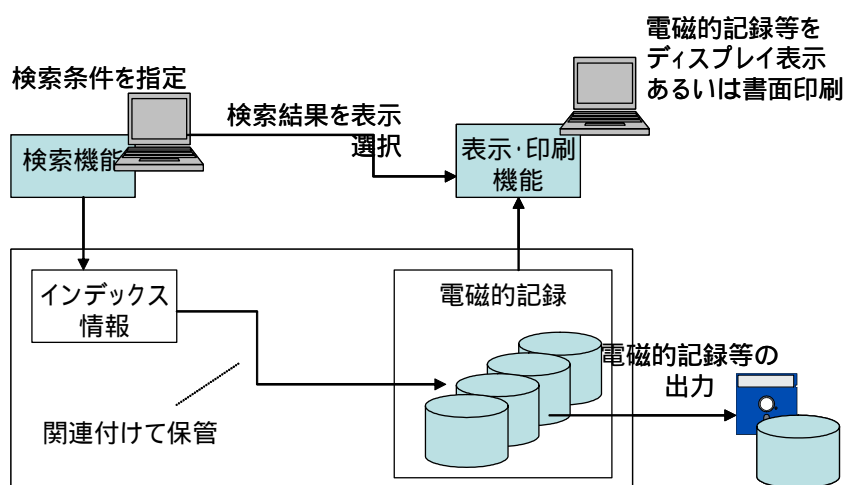 電磁的記録等を
ディスプレイ表示
あるいは書面印刷
検索条件を指定
検索結果を表示
選択
検索機能
表示・印刷
機能
インデックス
情報
電磁的記録
電磁的記録等の
出力
関連付けて保管